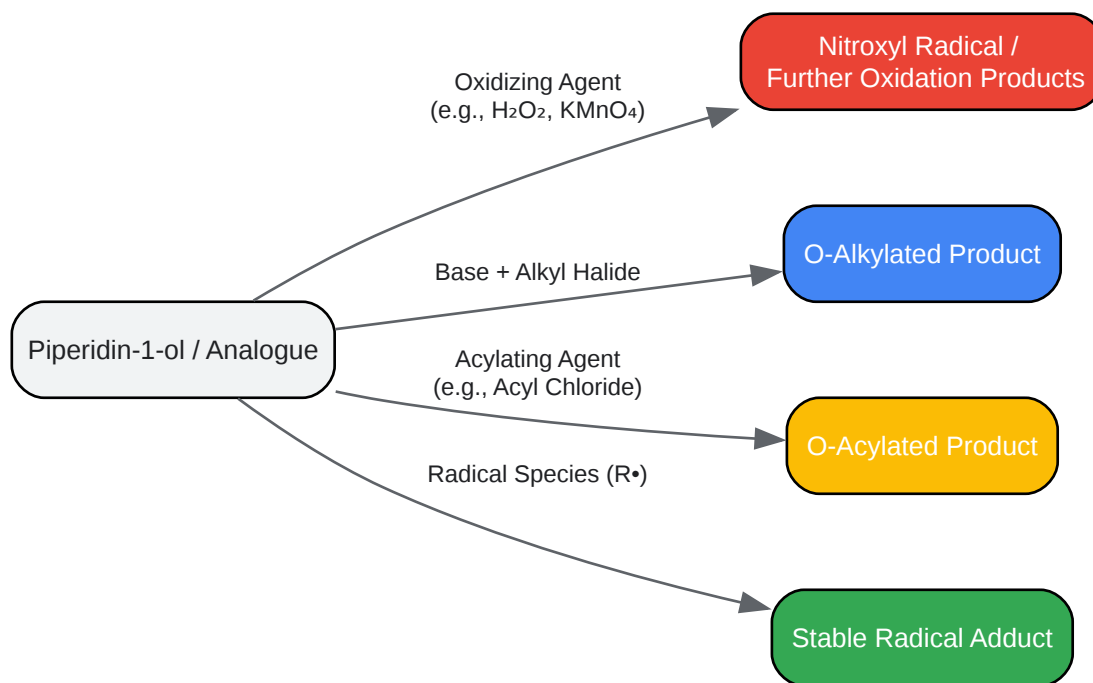 Nitroxyl Radical /
Further Oxidation Products
Oxidizing Agent
(e.g., H₂O₂, KMnO₄)
O-Alkylated Product
Base + Alkyl Halide
Piperidin-1-ol / Analogue
Acylating Agent
(e.g., Acyl Chloride)
O-Acylated Product
Radical Species (R•)
Stable Radical Adduct